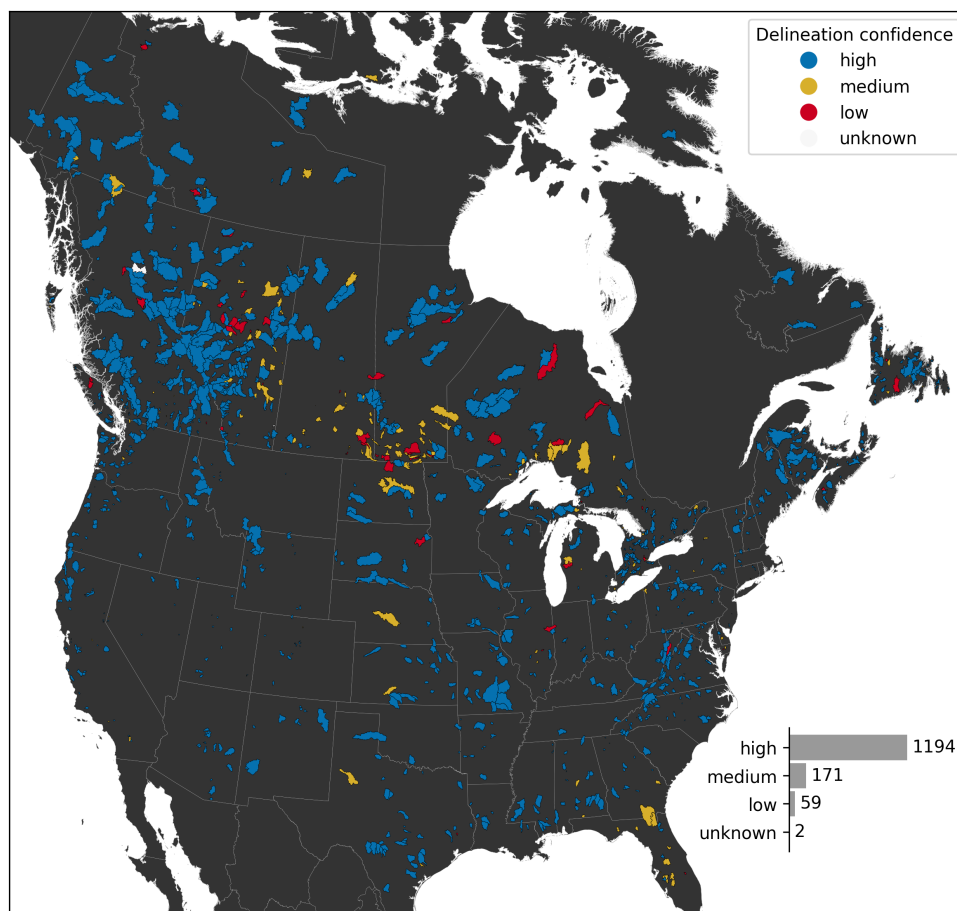 Delineation confidence
high
medium
low
unknown
high 1194
medium 171
low 59
unknown 2